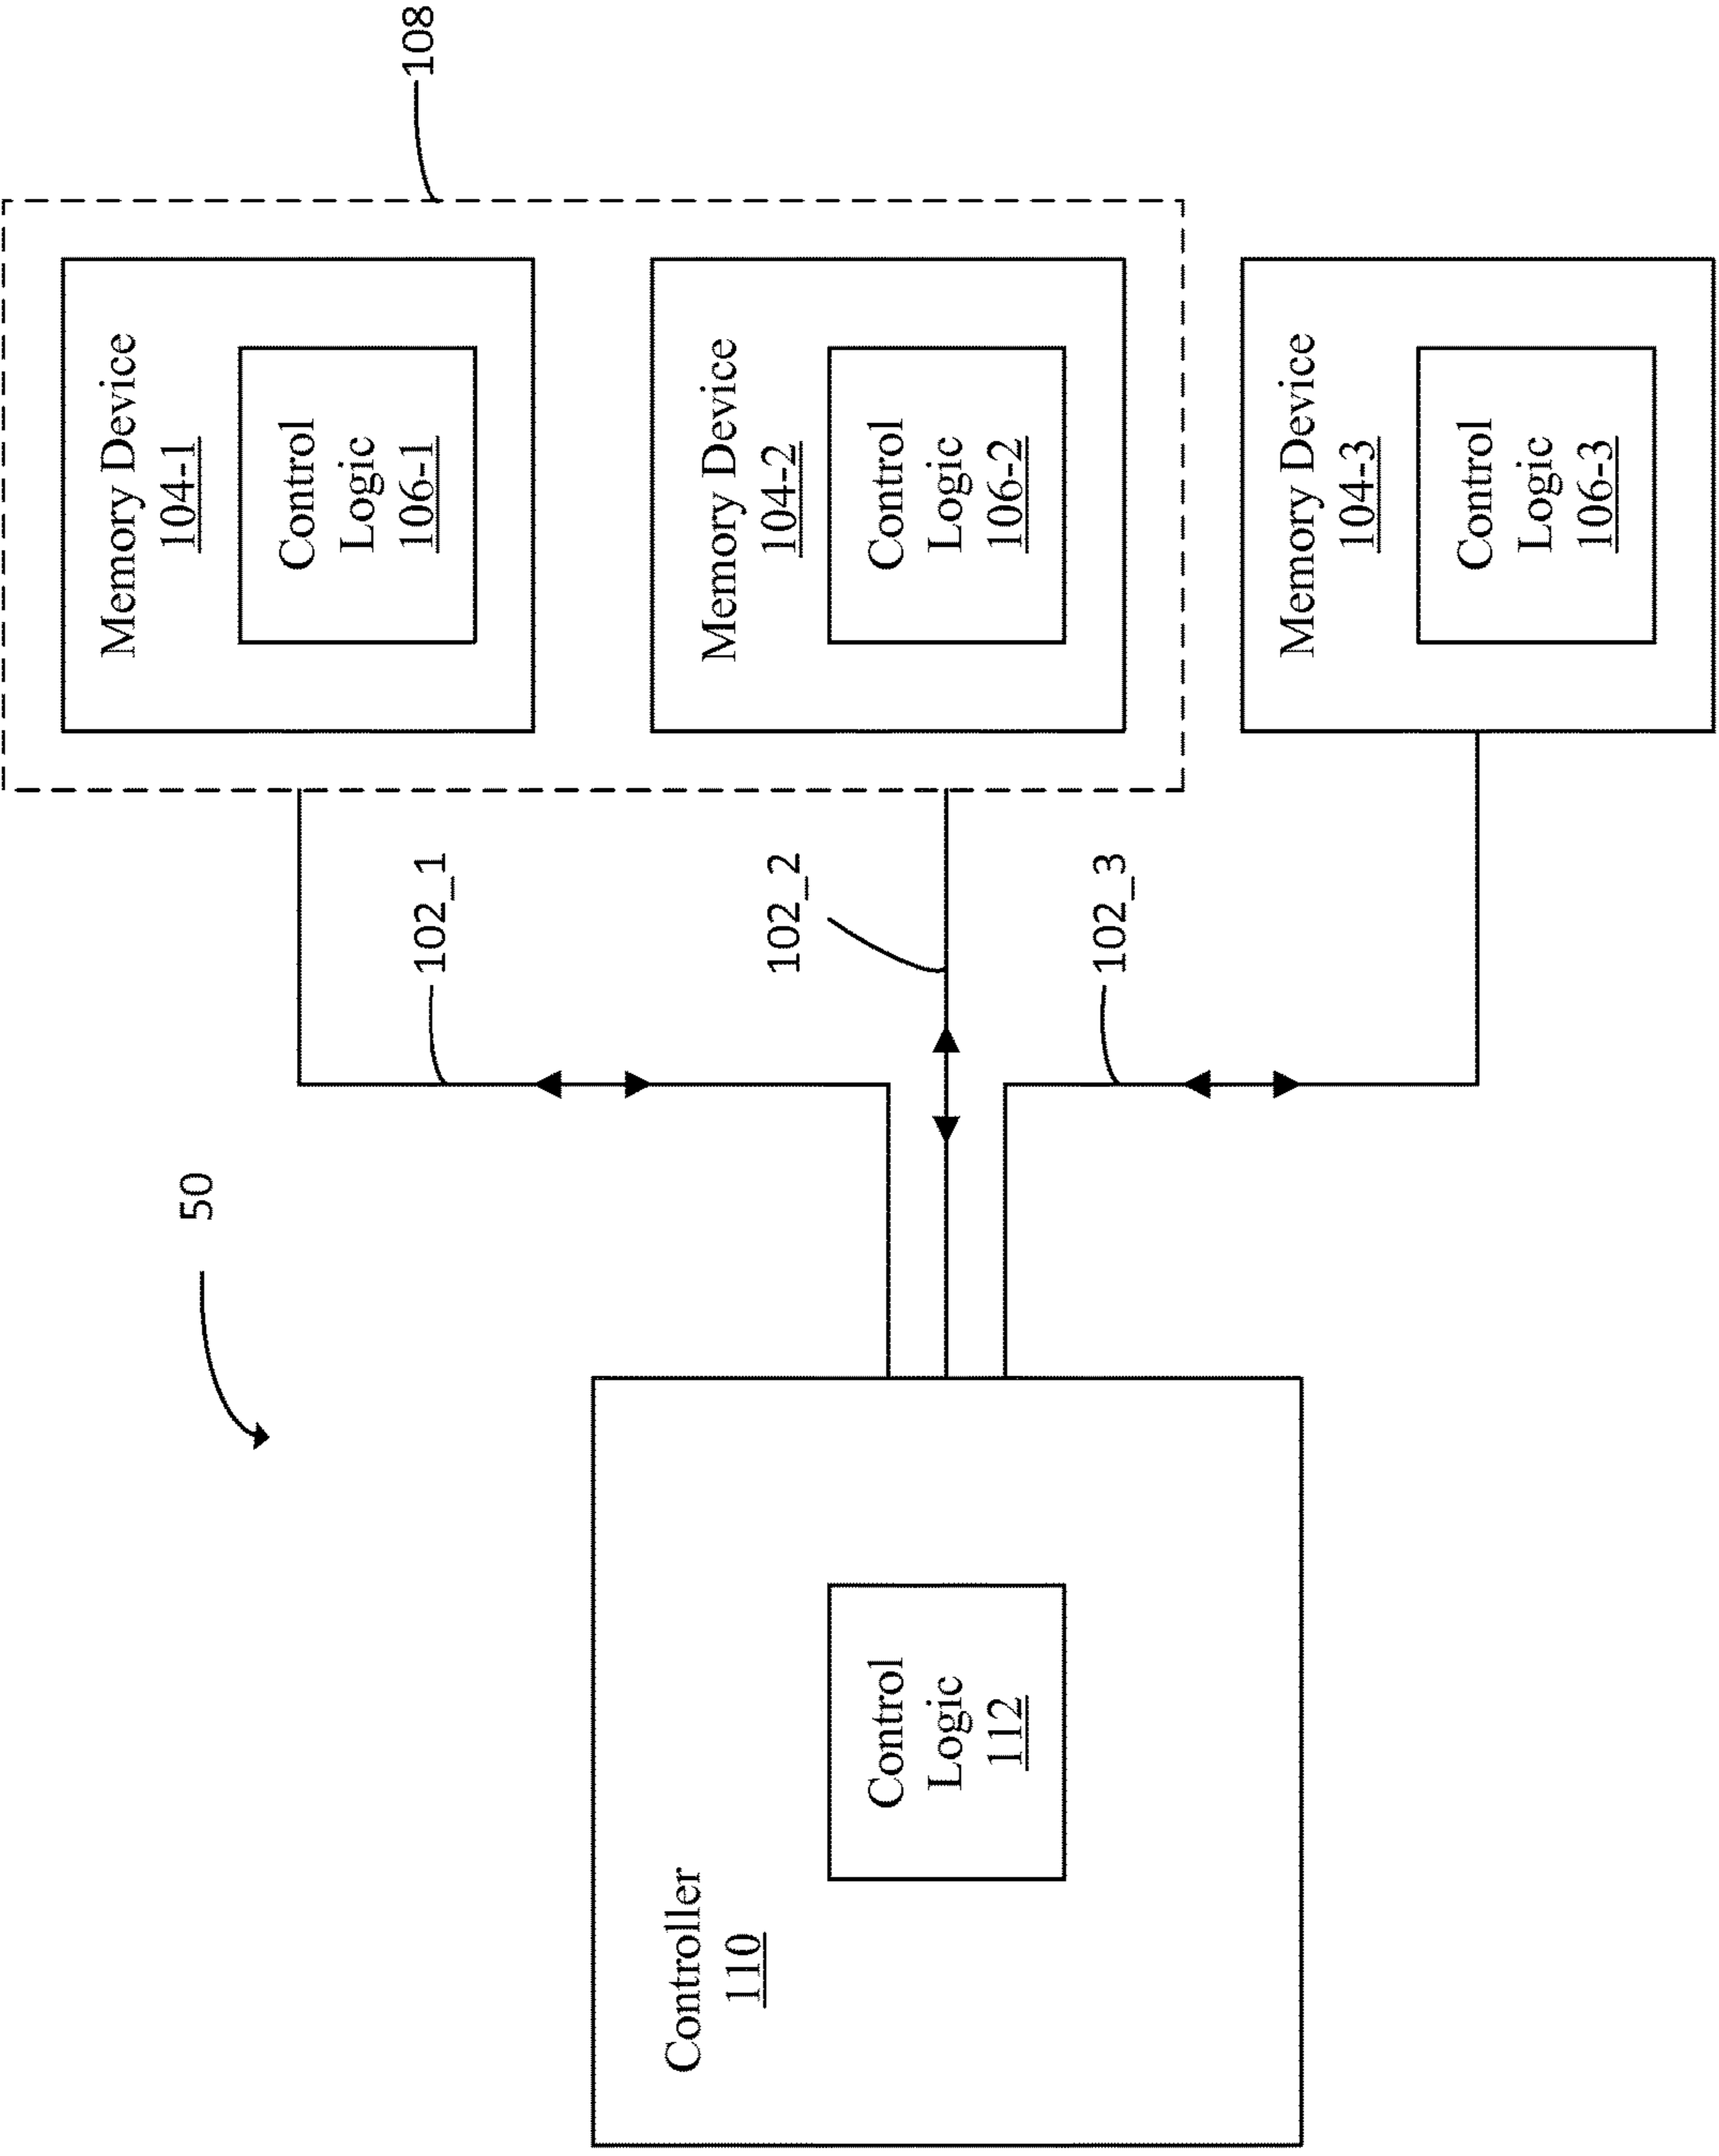 108
50
Memory Device
104-1
Control
Logic
106-1
102_1
Controller
110
Control
Logic
112
102_2
Memory Device
104-2
Control
Logic
106-2
102_3
Memory Device
104-3
Control
Logic
106-3